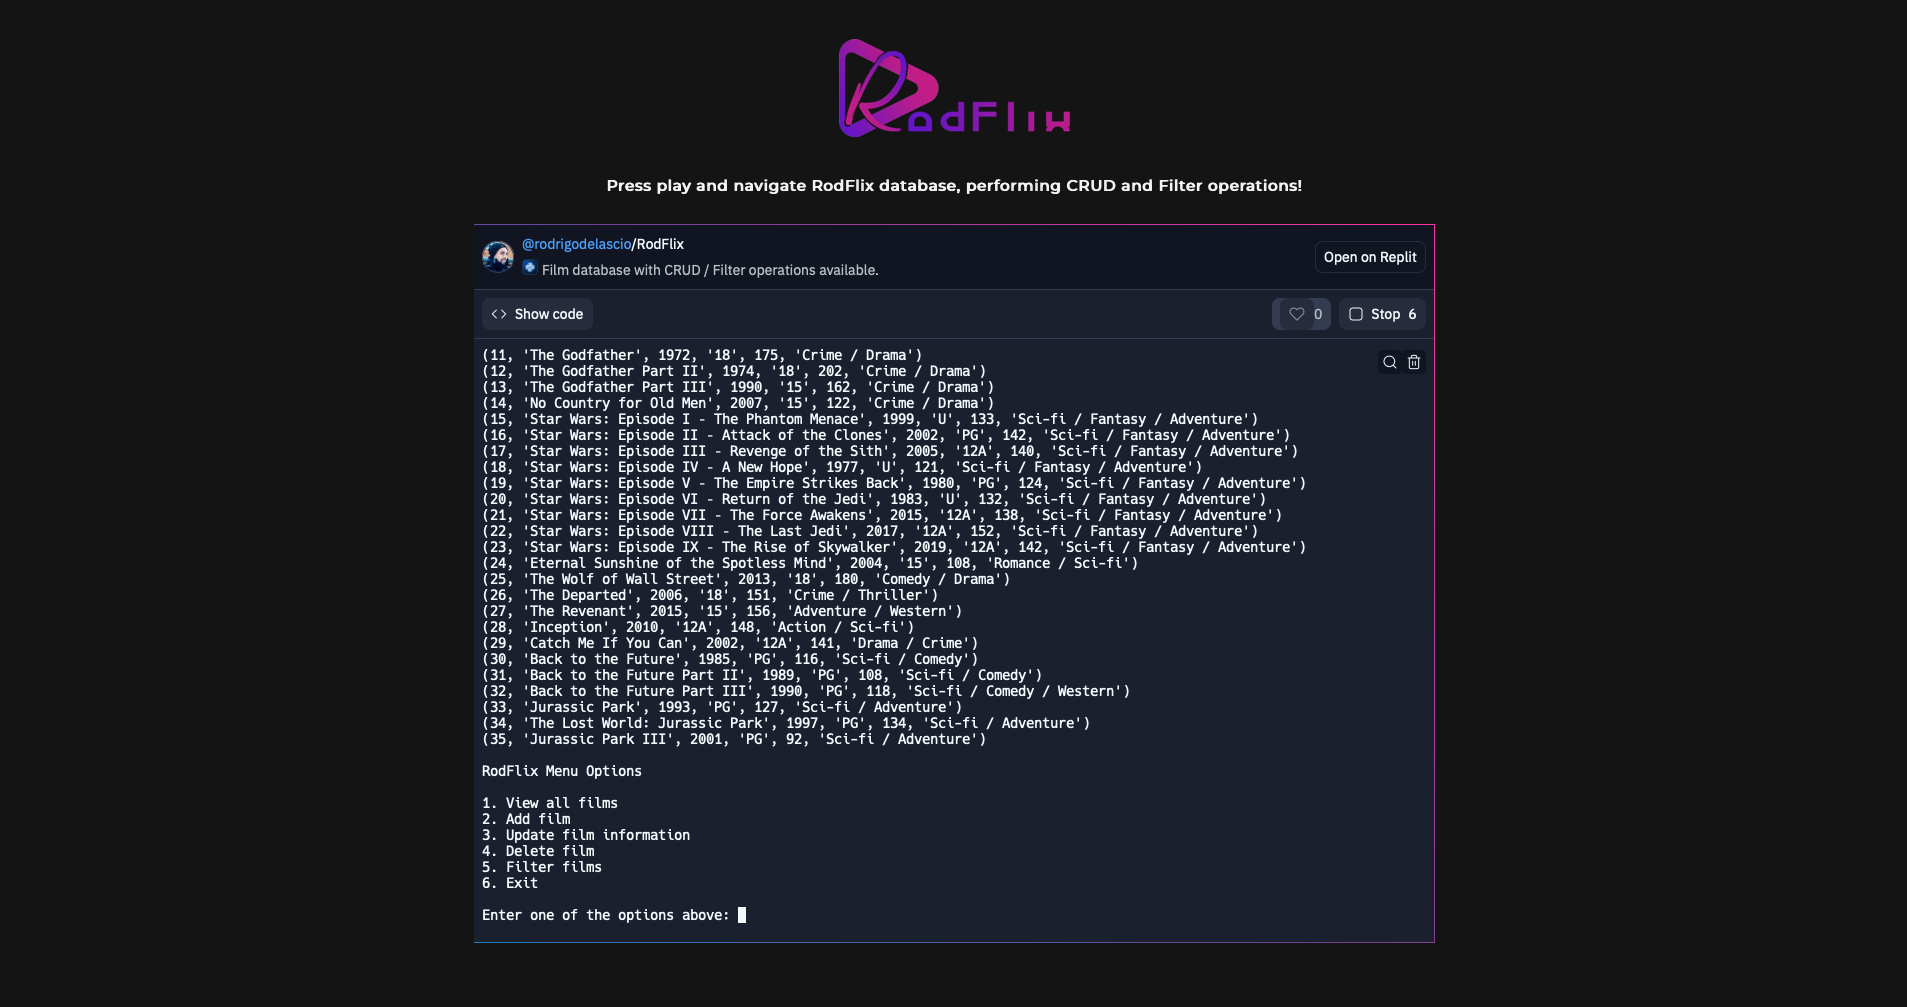 RodFlix
Press play and navigate RodFlix database, performing CRUD and Filter operations!
@rodrigodelascio/RodFlix
Film database with CRUD / Filter operations available.
Open on Replit
Show code
0
Stop 6
(11, 'The Godfather', 1972, '18', 175, 'Crime / Drama')
(12, 'The Godfather Part II', 1974, '18', 202, 'Crime / Drama')
(13, 'The Godfather Part III', 1990, '15', 162, 'Crime / Drama')
(14, 'No Country for Old Men', 2007, '15', 122, 'Crime / Drama')
(15, 'Star Wars: Episode I - The Phantom Menace', 1999, 'U', 133, 'Sci-fi / Fantasy / Adventure')
(16, 'Star Wars: Episode II - Attack of the Clones', 2002, 'PG', 142, 'Sci-fi / Fantasy / Adventure')
(17, 'Star Wars: Episode III - Revenge of the Sith', 2005, '12A', 140, 'Sci-fi / Fantasy / Adventure')
(18, 'Star Wars: Episode IV - A New Hope', 1977, 'U', 121, 'Sci-fi / Fantasy / Adventure')
(19, 'Star Wars: Episode V - The Empire Strikes Back', 1980, 'PG', 124, 'Sci-fi / Fantasy / Adventure')
(20, 'Star Wars: Episode VI - Return of the Jedi', 1983, 'U', 132, 'Sci-fi / Fantasy / Adventure')
(21, 'Star Wars: Episode VII - The Force Awakens', 2015, '12A', 138, 'Sci-fi / Fantasy / Adventure')
(22, 'Star Wars: Episode VIII - The Last Jedi', 2017, '12A', 152, 'Sci-fi / Fantasy / Adventure')
(23, 'Star Wars: Episode IX - The Rise of Skywalker', 2019, '12A', 142, 'Sci-fi / Fantasy / Adventure')
(24, 'Eternal Sunshine of the Spotless Mind', 2004, '15', 108, 'Romance / Sci-fi')
(25, 'The Wolf of Wall Street', 2013, '18', 180, 'Comedy / Drama')
(26, 'The Departed', 2006, '18', 151, 'Crime / Thriller')
(27, 'The Revenant', 2015, '15', 156, 'Adventure / Western')
(28, 'Inception', 2010, '12A', 148, 'Action / Sci-fi')
(29, 'Catch Me If You Can', 2002, '12A', 141, 'Drama / Crime')
(30, 'Back to the Future', 1985, 'PG', 116, 'Sci-fi / Comedy')
(31, 'Back to the Future Part II', 1989, 'PG', 108, 'Sci-fi / Comedy')
(32, 'Back to the Future Part III', 1990, 'PG', 118, 'Sci-fi / Comedy / Western')
(33, 'Jurassic Park', 1993, 'PG', 127, 'Sci-fi / Adventure')
(34, 'The Lost World: Jurassic Park', 1997, 'PG', 134, 'Sci-fi / Adventure')
(35, 'Jurassic Park III', 2001, 'PG', 92, 'Sci-fi / Adventure')
RodFlix Menu Options
1. View all films
2. Add film
3. Update film information
4. Delete film
5. Filter films
6. Exit
Enter one of the options above: